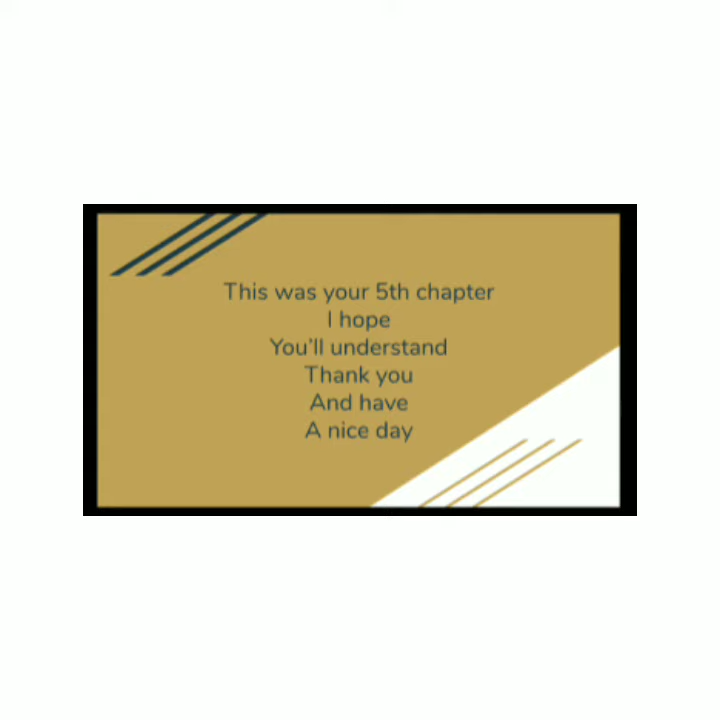 This was your 5th chapter
I hope
You'll understand
Thank you
And have
A nice day